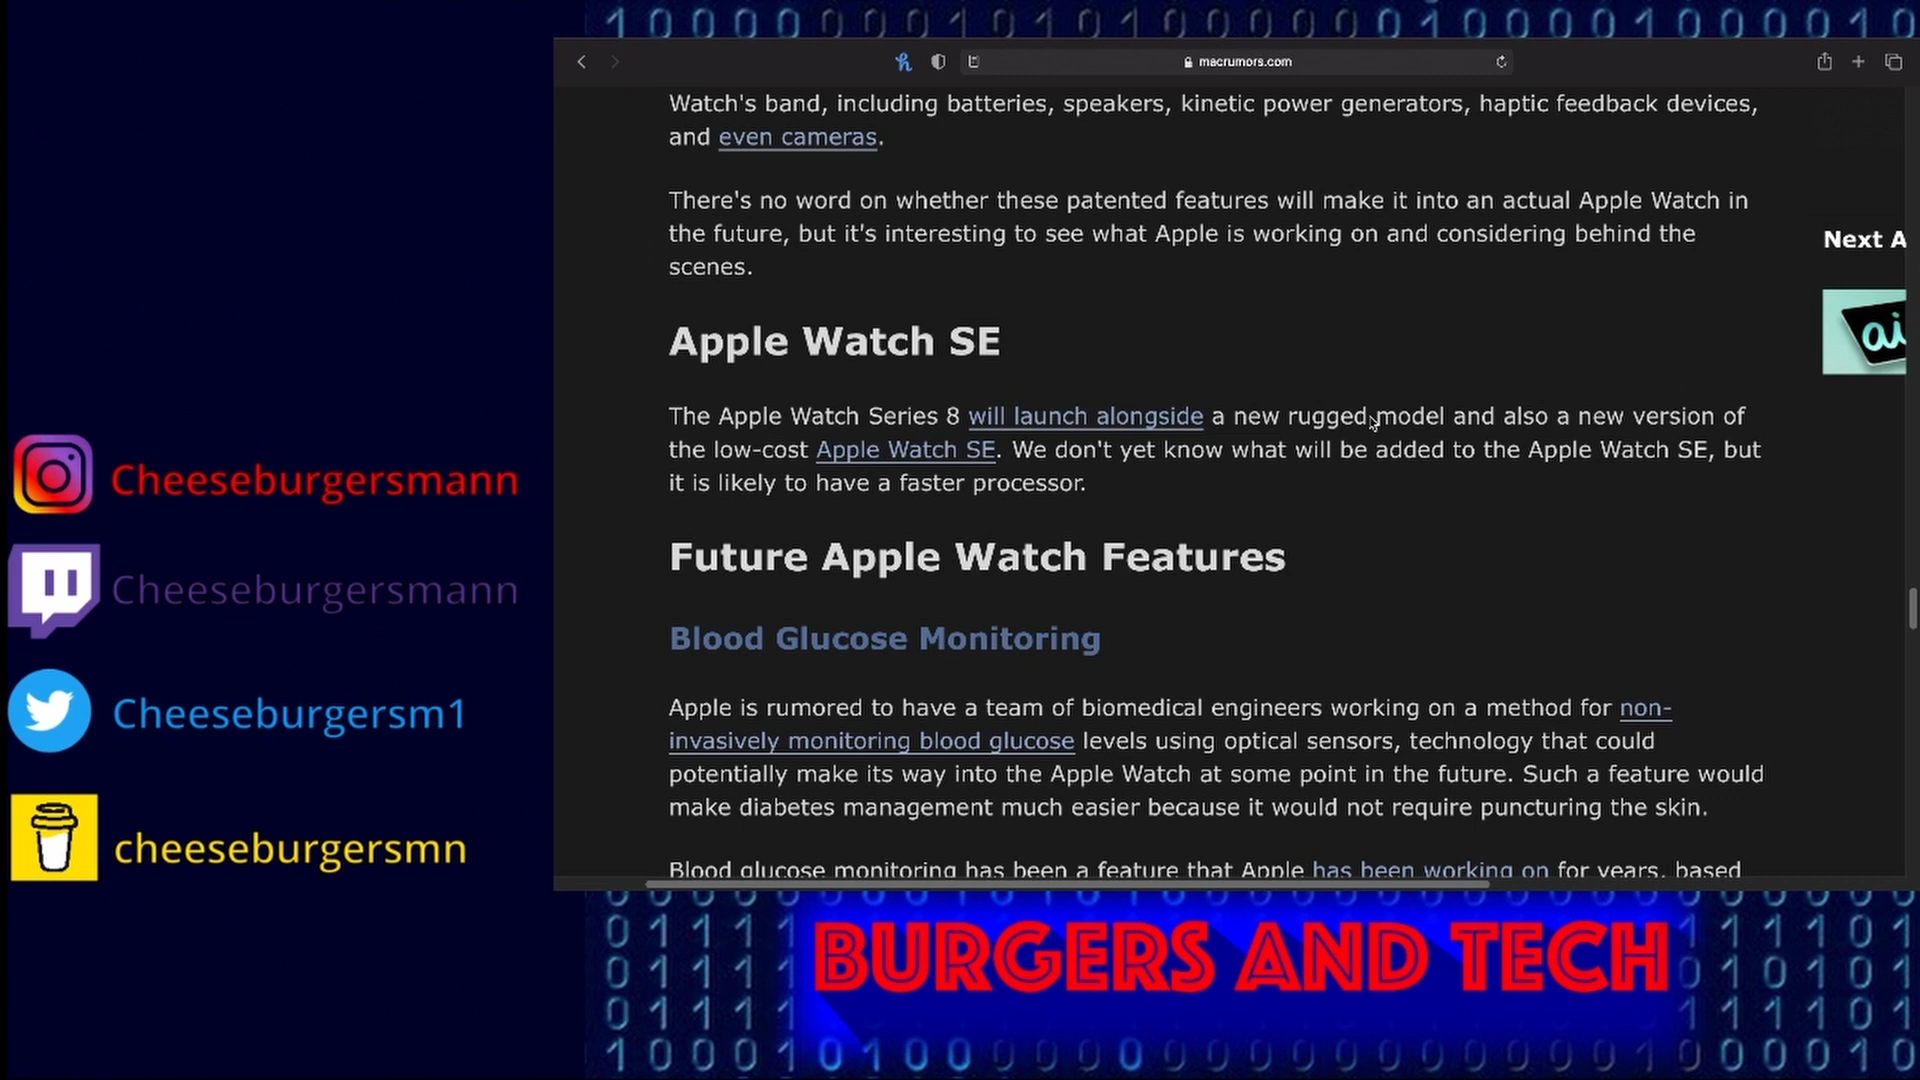 macrumors.com
Watch's band, including batteries, speakers, kinetic power generators, haptic feedback devices,
and even cameras.
There's no word on whether these patented features will make it into an actual Apple Watch in
the future, but it's interesting to see what Apple is working on and considering behind the
scenes.
Next A
Apple Watch SE
The Apple Watch Series 8 will launch alongside a new rugged model and also a new version of
the low-cost Apple Watch SE. We don't yet know what will be added to the Apple Watch SE, but
it is likely to have a faster processor.
Future Apple Watch Features
Blood Glucose Monitoring
Apple is rumored to have a team of biomedical engineers working on a method for non-
invasively monitoring blood glucose levels using optical sensors, technology that could
potentially make its way into the Apple Watch at some point in the future. Such a feature would
make diabetes management much easier because it would not require puncturing the skin.
Blood glucose monitoring has been a feature that Apple has been working on for years, based
Cheeseburgersmann
Cheeseburgersmann
Cheeseburgersm1
cheeseburgersmn
BURGERS AND TECH